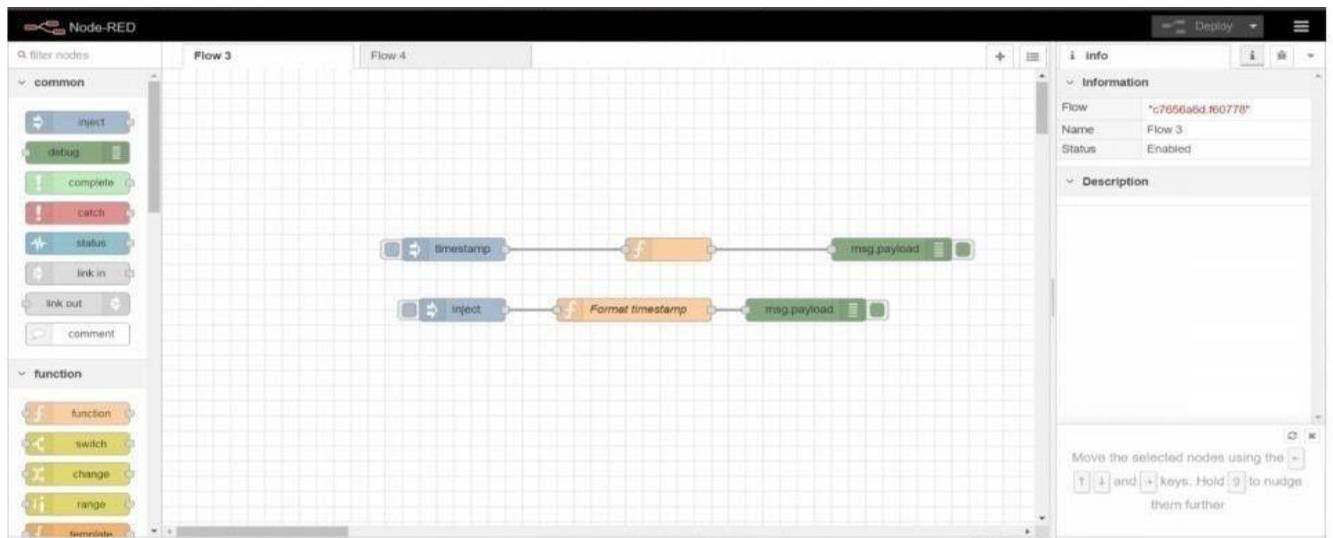 Node-RED
Deploy
filter nodes
Flow 3
Flow 4
i info
i
common
Information
inject
Flow "c7656a6d.f60778"
debug
Name Flow 3
Status Enabled
complete
Description
catch
status
timestamp
f
msg.payload
link in
link out
inject
f Format timestamp
msg.payload
comment
function
f function
switch
change
Move the selected nodes using the ←
↑ ↓ and → keys. Hold ⇧ to nudge
range
them further
template